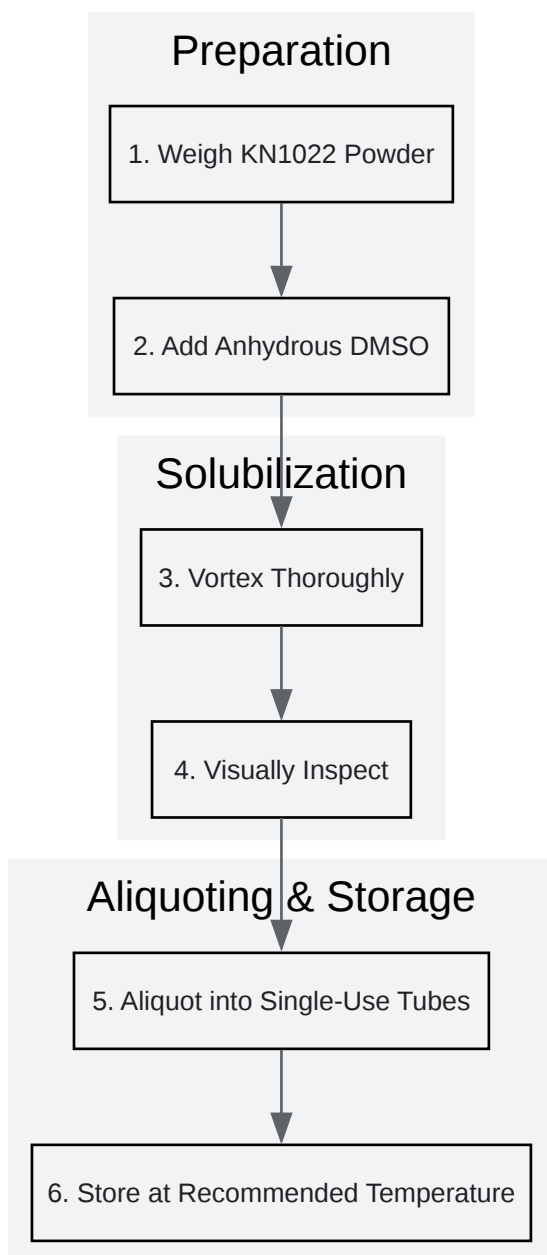 Preparation
1. Weigh KN1022 Powder
2. Add Anhydrous DMSO
Solubilization
3. Vortex Thoroughly
4. Visually Inspect
Aliquoting & Storage
5. Aliquot into Single-Use Tubes
6. Store at Recommended Temperature